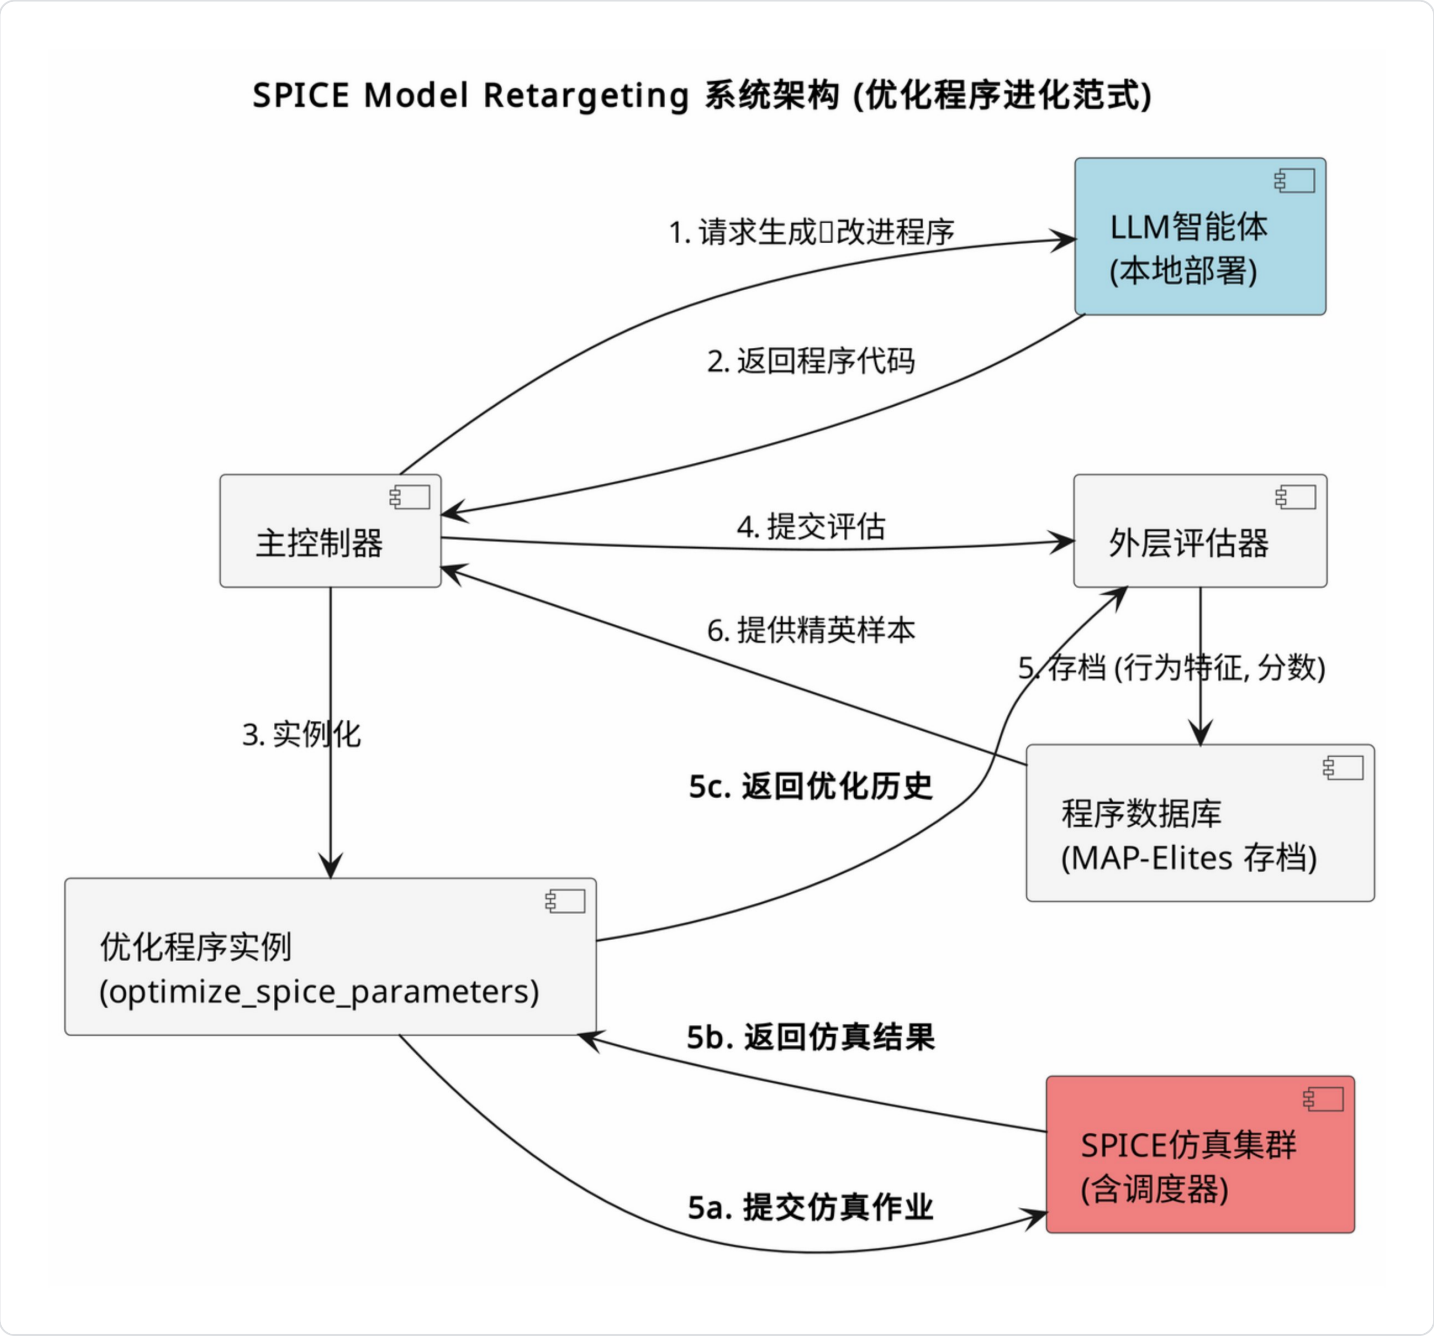 SPICE Model Retargeting 系统架构 (优化程序进化范式)
LLM智能体
(本地部署)
1. 请求生成▯改进程序
2. 返回程序代码
主控制器
4. 提交评估
外层评估器
6. 提供精英样本
5. 存档 (行为特征, 分数)
3. 实例化
5c. 返回优化历史
程序数据库
(MAP-Elites 存档)
优化程序实例
(optimize_spice_parameters)
5b. 返回仿真结果
SPICE仿真集群
(含调度器)
5a. 提交仿真作业